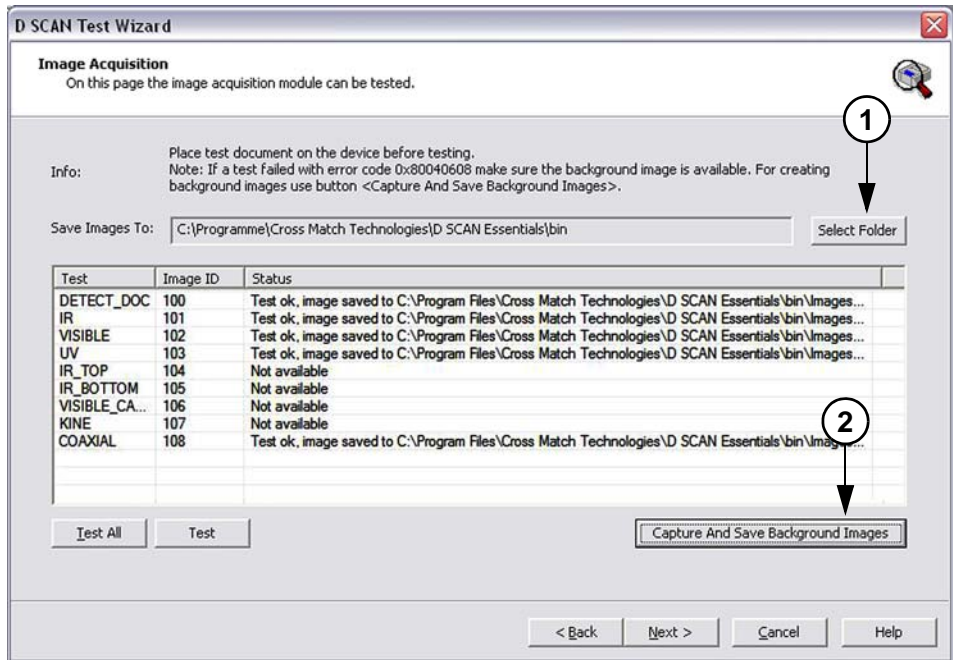 D SCAN Test Wizard
Image Acquisition
On this page the image acquisition module can be tested.
1
Info:
Place test document on the device before testing.
Note: If a test failed with error code 0x80040608 make sure the background image is available. For creating
background images use button <Capture And Save Background Images>.
Save Images To: C:\Programme\Cross Match Technologies\D SCAN Essentials\bin Select Folder
Test Image ID Status
DETECT_DOC 100 Test ok, image saved to C:\Program Files\Cross Match Technologies\D SCAN Essentials\bin\Images...
IR 101 Test ok, image saved to C:\Program Files\Cross Match Technologies\D SCAN Essentials\bin\Images...
VISIBLE 102 Test ok, image saved to C:\Program Files\Cross Match Technologies\D SCAN Essentials\bin\Images...
UV 103 Test ok, image saved to C:\Program Files\Cross Match Technologies\D SCAN Essentials\bin\Images...
IR_TOP 104 Not available
IR_BOTTOM 105 Not available
VISIBLE_CA... 106 Not available
KINE 107 Not available
2
COAXIAL 108 Test ok, image saved to C:\Program Files\Cross Match Technologies\D SCAN Essentials\bin\Images...
Test All Test Capture And Save Background Images
< Back Next > Cancel Help